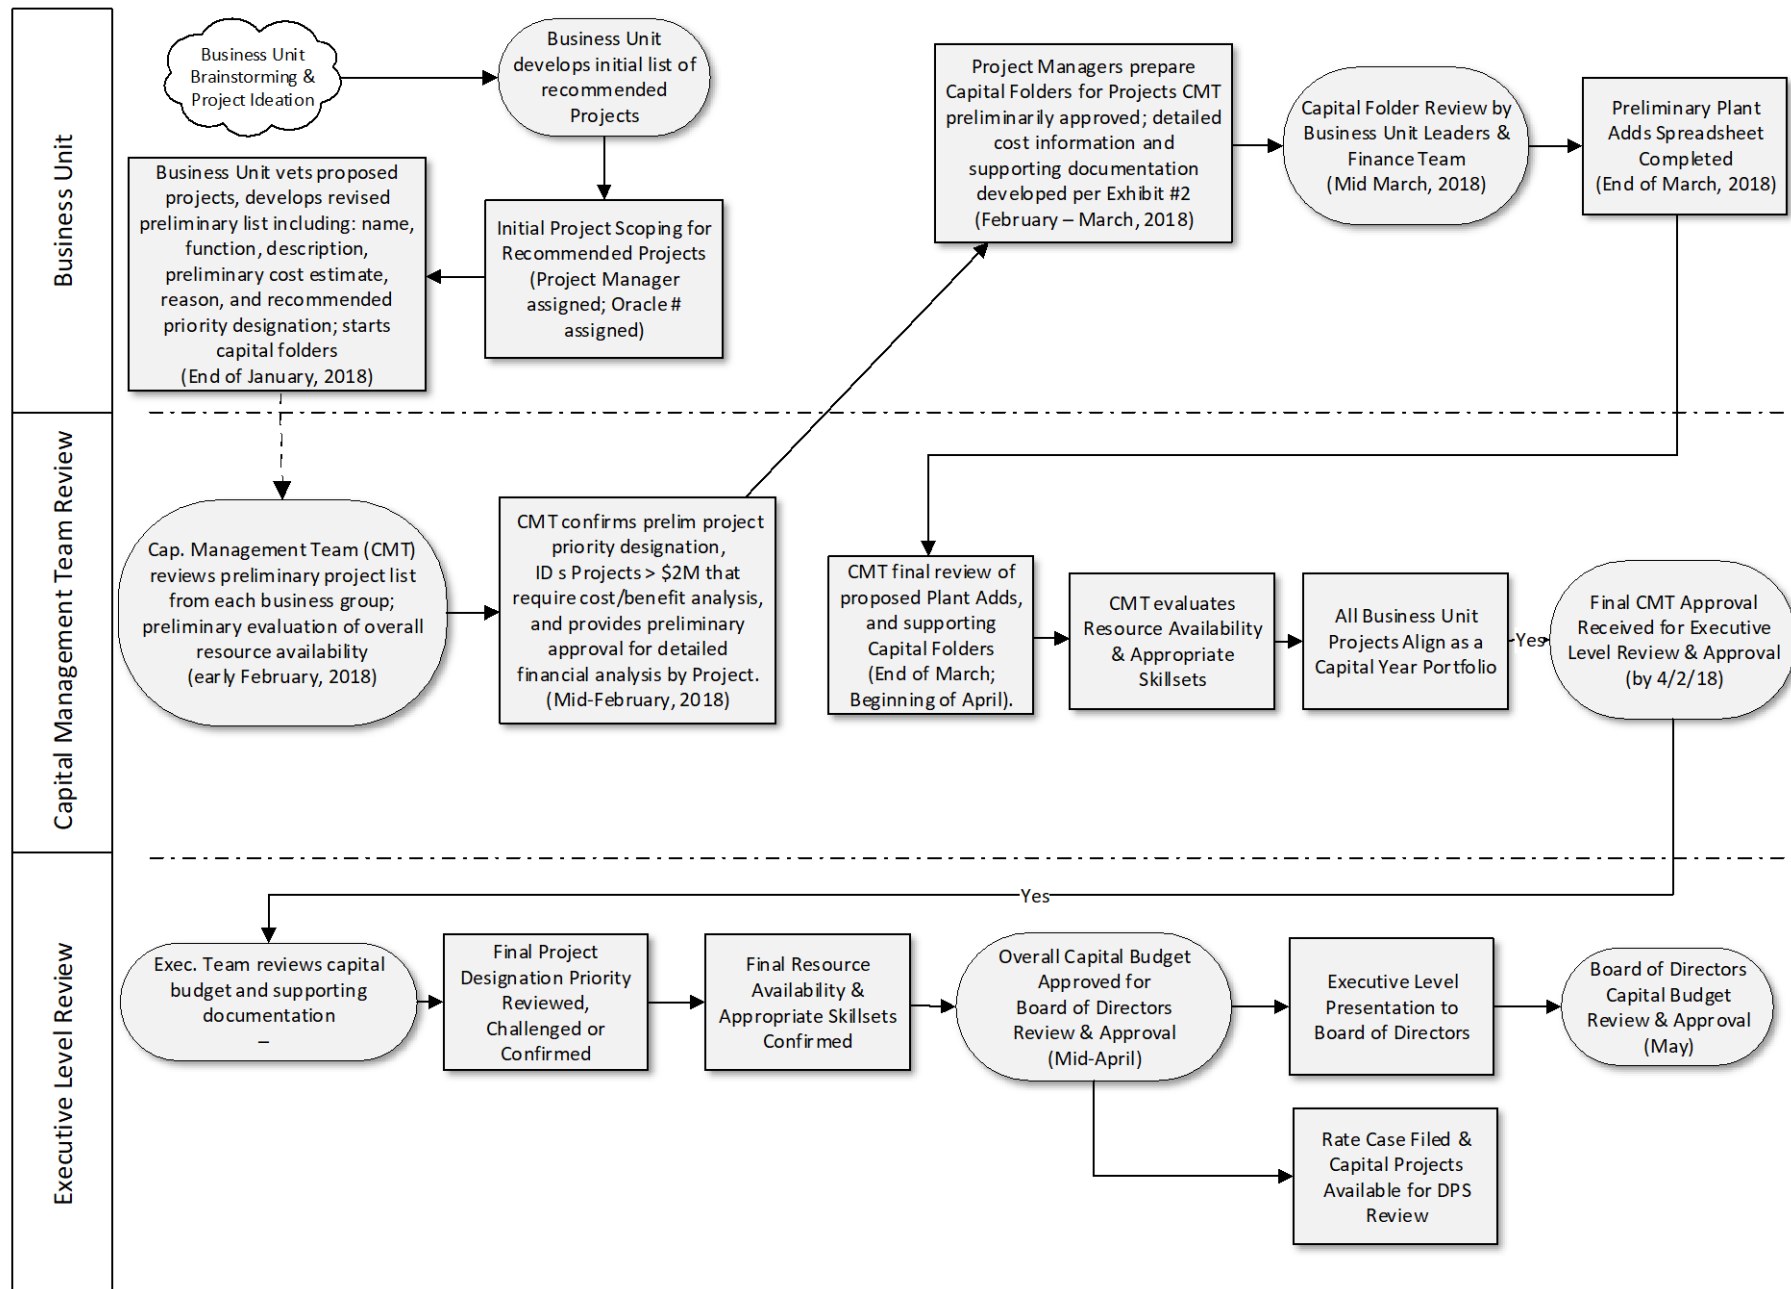 Business Unit
Business Unit
Brainstorming &
Project Ideation
Business Unit
develops initial list of
recommended
Projects
Initial Project Scoping for
Recommended Projects
(Project Manager
assigned; Oracle #
assigned)
Business Unit vets proposed
projects, develops revised
preliminary list including: name,
function, description,
preliminary cost estimate,
reason, and recommended
priority designation; starts
capital folders
(End of January, 2018)
Project Managers prepare
Capital Folders for Projects CMT
preliminarily approved; detailed
cost information and
supporting documentation
developed per Exhibit #2
(February – March, 2018)
Capital Folder Review by
Business Unit Leaders &
Finance Team
(Mid March, 2018)
Preliminary Plant
Adds Spreadsheet
Completed
(End of March, 2018)
Capital Management Team Review
Cap. Management Team (CMT)
reviews preliminary project list
from each business group;
preliminary evaluation of overall
resource availability
(early February, 2018)
CMT confirms prelim project
priority designation,
ID s Projects > $2M that
require cost/benefit analysis,
and provides preliminary
approval for detailed
financial analysis by Project.
(Mid-February, 2018)
CMT final review of
proposed Plant Adds,
and supporting
Capital Folders
(End of March;
Beginning of April).
CMT evaluates
Resource Availability
& Appropriate
Skillsets
All Business Unit
Projects Align as a
Capital Year Portfolio
Yes
Final CMT Approval
Received for Executive
Level Review & Approval
(by 4/2/18)
Yes
Executive Level Review
Exec. Team reviews capital
budget and supporting
documentation
–
Final Project
Designation Priority
Reviewed,
Challenged or
Confirmed
Final Resource
Availability &
Appropriate Skillsets
Confirmed
Overall Capital Budget
Approved for
Board of Directors
Review & Approval
(Mid-April)
Executive Level
Presentation to
Board of Directors
Board of Directors
Capital Budget
Review & Approval
(May)
Rate Case Filed &
Capital Projects
Available for DPS
Review